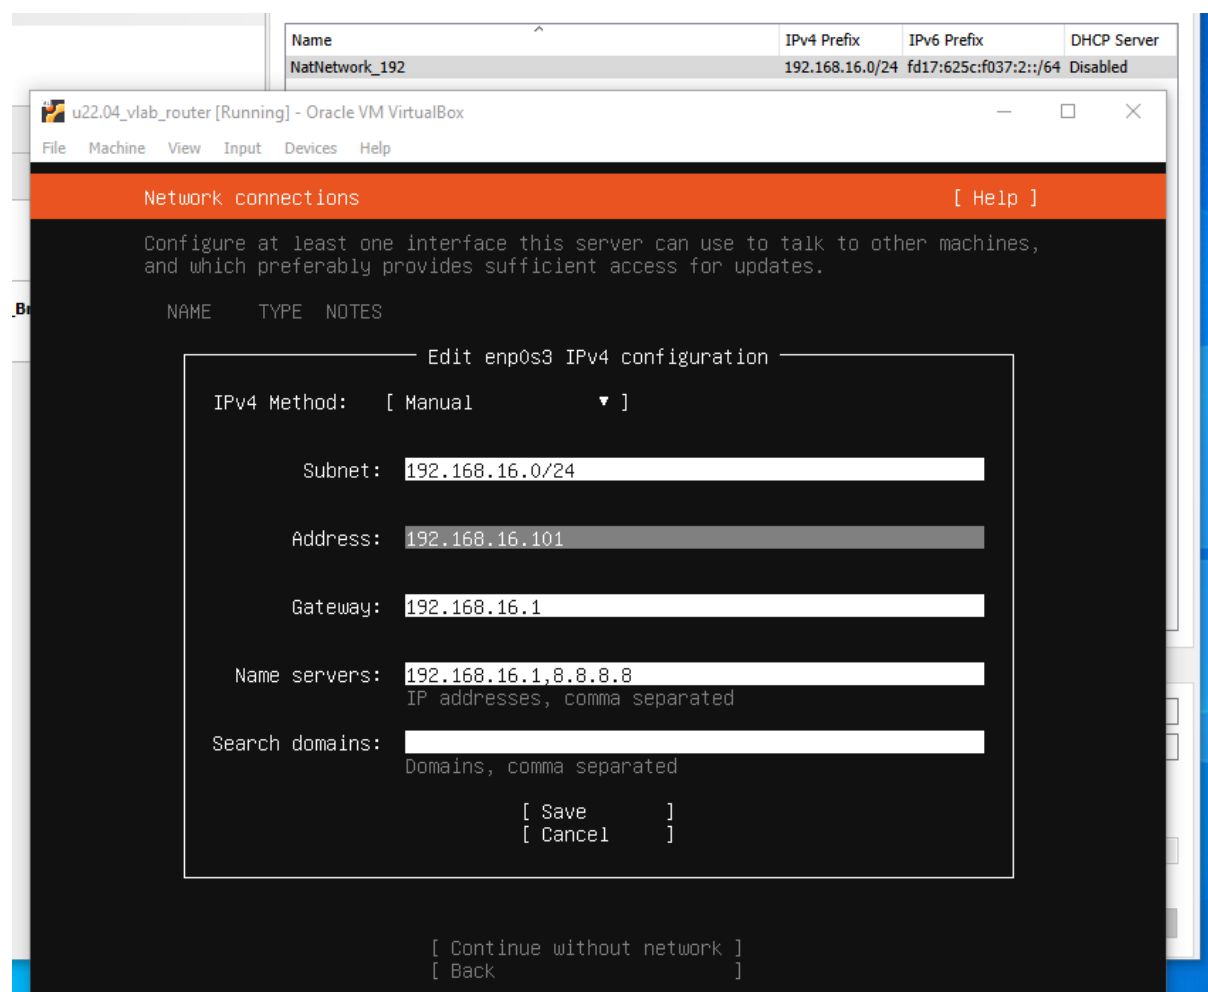 Name IPv4 Prefix IPv6 Prefix DHCP Server
NatNetwork_192 192.168.16.0/24 fd17:625c:f037:2::/64 Disabled
u22.04_vlab_router [Running] - Oracle VM VirtualBox
File Machine View Input Devices Help
Network connections [ Help ]
Configure at least one interface this server can use to talk to other machines,
and which preferably provides sufficient access for updates.
_Br
NAME TYPE NOTES
Edit enp0s3 IPv4 configuration
IPv4 Method: [ Manual ▾ ]
Subnet: 192.168.16.0/24
Address: 192.168.16.101
Gateway: 192.168.16.1
Name servers: 192.168.16.1,8.8.8.8
IP addresses, comma separated
Search domains:
Domains, comma separated
[ Save ]
[ Cancel ]
[ Continue without network ]
[ Back ]